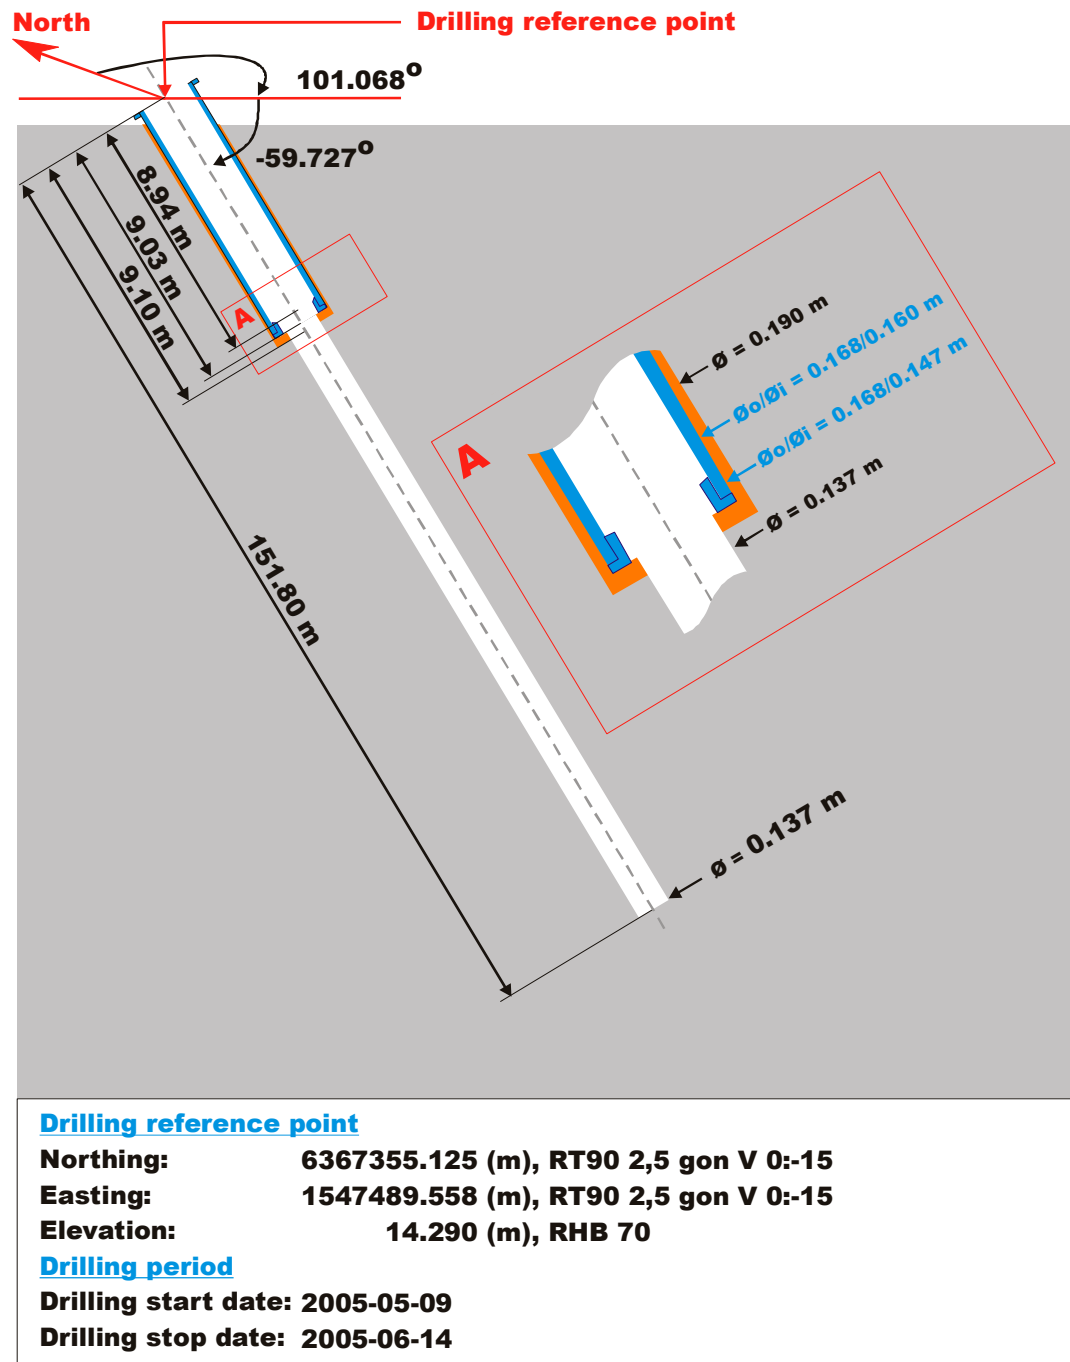 North
Drilling reference point
101.068°
-59.727°
8.94 m
9.03 m
9.10 m
A
151.80 m
A
Ø = 0.190 m
Øo/Øi = 0.168/0.160 m
Øo/Øi = 0.168/0.147 m
Ø = 0.137 m
Ø = 0.137 m
Drilling reference point
Northing: 6367355.125 (m), RT90 2,5 gon V 0:-15
Easting: 1547489.558 (m), RT90 2,5 gon V 0:-15
Elevation: 14.290 (m), RHB 70
Drilling period
Drilling start date: 2005-05-09
Drilling stop date: 2005-06-14